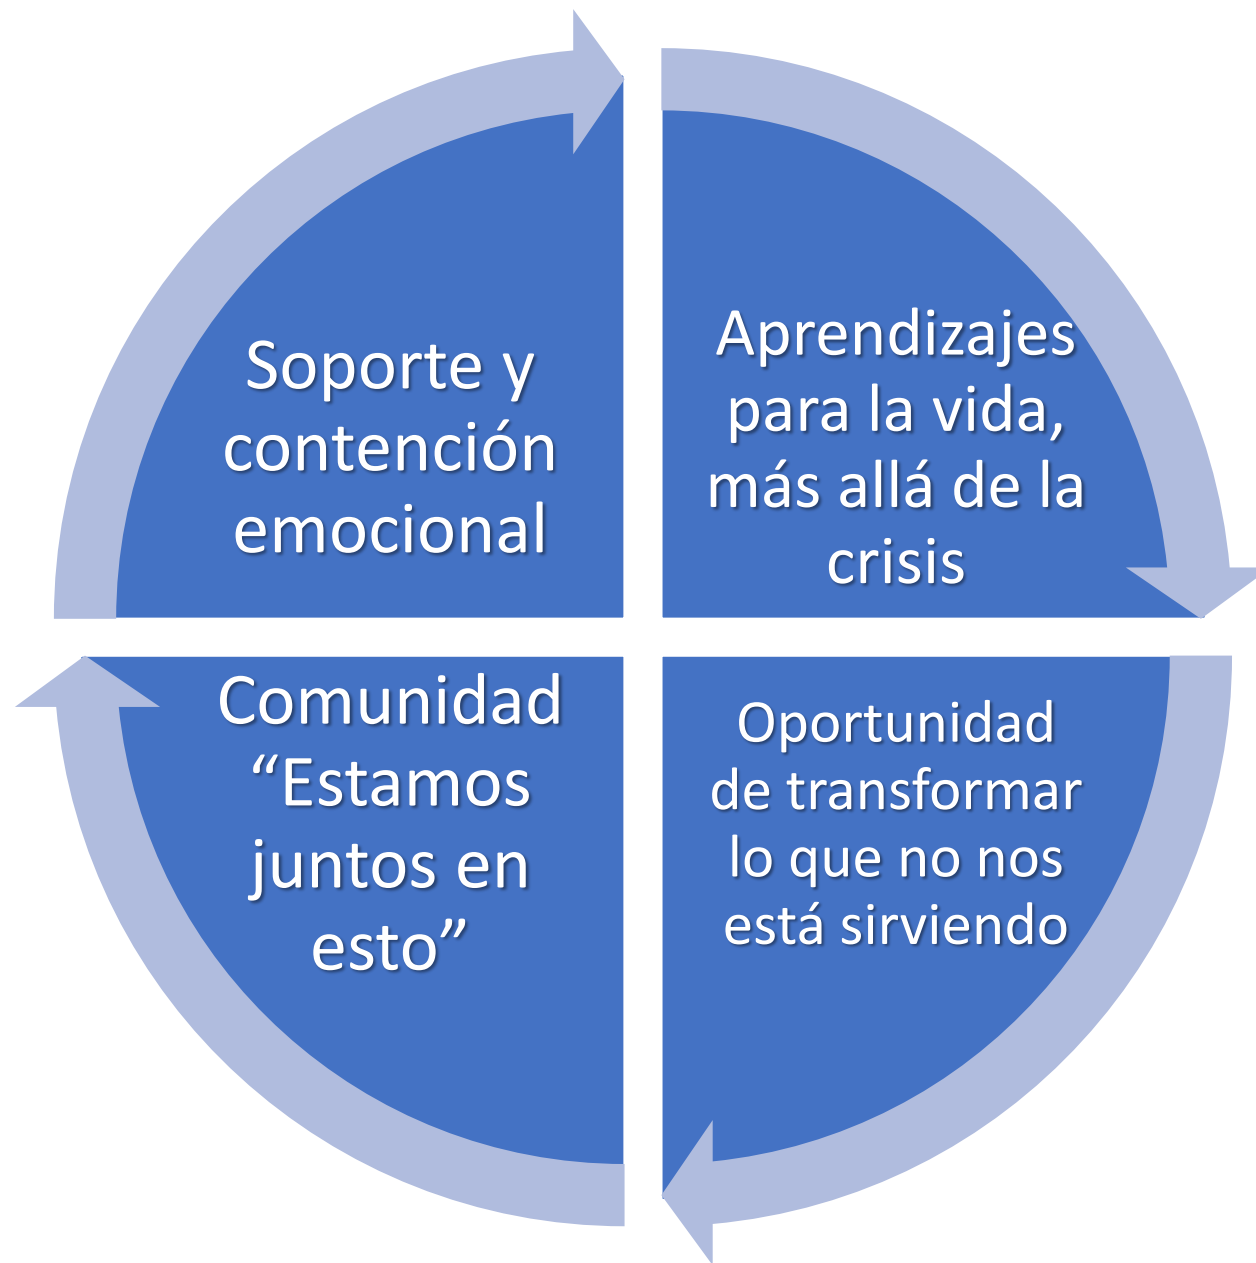 Soporte y
contención
emocional
Aprendizajes
para la vida,
más allá de la
crisis
Comunidad
“Estamos
juntos en
esto”
Oportunidad
de transformar
lo que no nos
está sirviendo